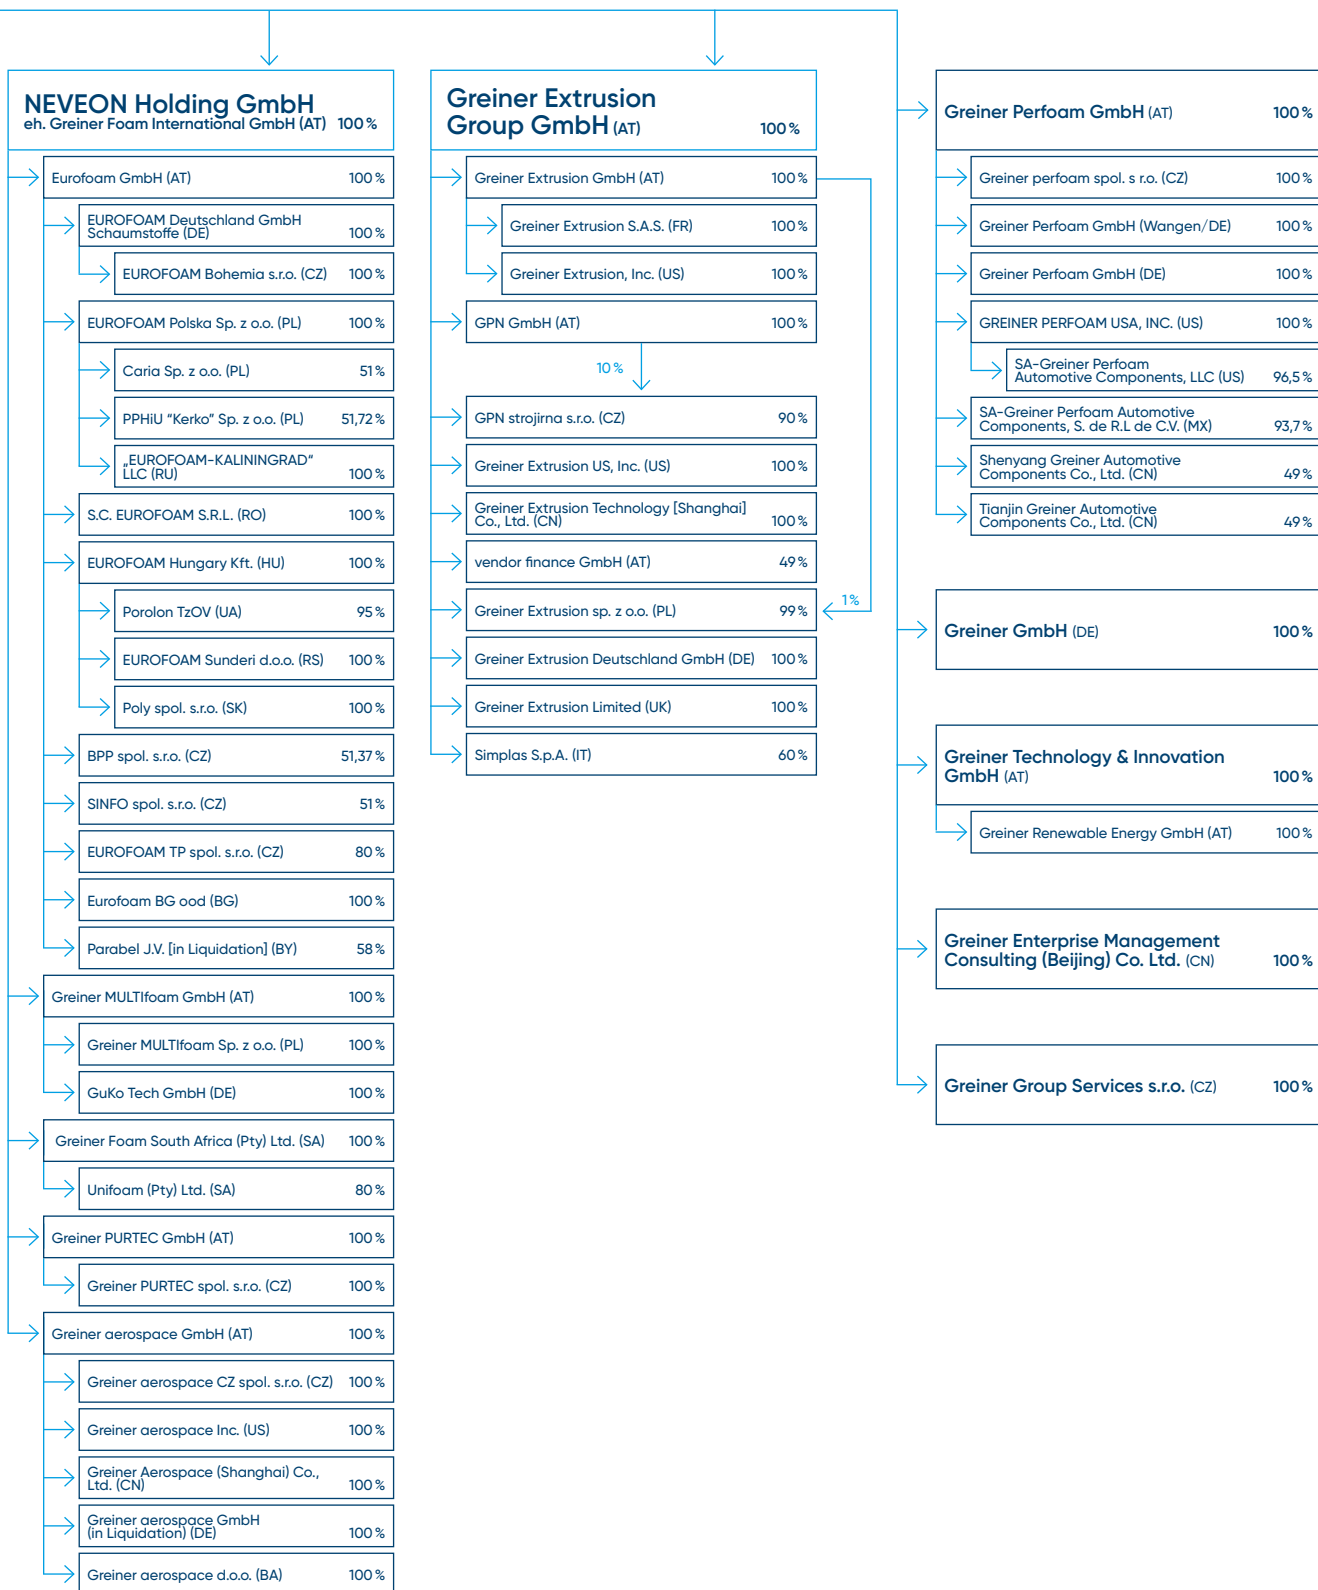 NEVEON Holding GmbH
eh. Greiner Foam International GmbH (AT) 100 %
Eurofoam GmbH (AT) 100 %
EUROFOAM Deutschland GmbH
Schaumstoffe (DE) 100 %
EUROFOAM Bohemia s.r.o. (CZ) 100 %
EUROFOAM Polska Sp. z o.o. (PL) 100 %
Caria Sp. z o.o. (PL) 51 %
PPHiU “Kerko” Sp. z o.o. (PL) 51,72 %
„EUROFOAM-KALININGRAD“
LLC (RU) 100 %
S.C. EUROFOAM S.R.L. (RO) 100 %
EUROFOAM Hungary Kft. (HU) 100 %
Porolon TzOV (UA) 95 %
EUROFOAM Sunderi d.o.o. (RS) 100 %
Poly spol. s.r.o. (SK) 100 %
BPP spol. s.r.o. (CZ) 51,37 %
SINFO spol. s.r.o. (CZ) 51 %
EUROFOAM TP spol. s.r.o. (CZ) 80 %
Eurofoam BG ood (BG) 100 %
Parabel J.V. [in Liquidation] (BY) 58 %
Greiner MULTIfoam GmbH (AT) 100 %
Greiner MULTIfoam Sp. z o.o. (PL) 100 %
GuKo Tech GmbH (DE) 100 %
Greiner Foam South Africa (Pty) Ltd. (SA) 100 %
Unifoam (Pty) Ltd. (SA) 80 %
Greiner PURTEC GmbH (AT) 100 %
Greiner PURTEC spol. s.r.o. (CZ) 100 %
Greiner aerospace GmbH (AT) 100 %
Greiner aerospace CZ spol. s.r.o. (CZ) 100 %
Greiner aerospace Inc. (US) 100 %
Greiner Aerospace (Shanghai) Co.,
Ltd. (CN) 100 %
Greiner aerospace GmbH
(in Liquidation) (DE) 100 %
Greiner aerospace d.o.o. (BA) 100 %
Greiner Extrusion
Group GmbH (AT) 100 %
Greiner Extrusion GmbH (AT) 100 %
Greiner Extrusion S.A.S. (FR) 100 %
Greiner Extrusion, Inc. (US) 100 %
GPN GmbH (AT) 100 %
10 %
GPN strojirna s.r.o. (CZ) 90 %
Greiner Extrusion US, Inc. (US) 100 %
Greiner Extrusion Technology [Shanghai]
Co., Ltd. (CN) 100 %
vendor finance GmbH (AT) 49 %
Greiner Extrusion sp. z o.o. (PL) 99 %
1 %
Greiner Extrusion Deutschland GmbH (DE) 100 %
Greiner Extrusion Limited (UK) 100 %
Simplas S.p.A. (IT) 60 %
Greiner Perfoam GmbH (AT) 100 %
Greiner perfoam spol. s r.o. (CZ) 100 %
Greiner Perfoam GmbH (Wangen/DE) 100 %
Greiner Perfoam GmbH (DE) 100 %
GREINER PERFOAM USA, INC. (US) 100 %
SA-Greiner Perfoam
Automotive Components, LLC (US) 96,5 %
SA-Greiner Perfoam Automotive
Components, S. de R.L de C.V. (MX) 93,7 %
Shenyang Greiner Automotive
Components Co., Ltd. (CN) 49 %
Tianjin Greiner Automotive
Components Co., Ltd. (CN) 49 %
Greiner GmbH (DE) 100 %
Greiner Technology & Innovation
GmbH (AT) 100 %
Greiner Renewable Energy GmbH (AT) 100 %
Greiner Enterprise Management
Consulting (Beijing) Co. Ltd. (CN) 100 %
Greiner Group Services s.r.o. (CZ) 100 %